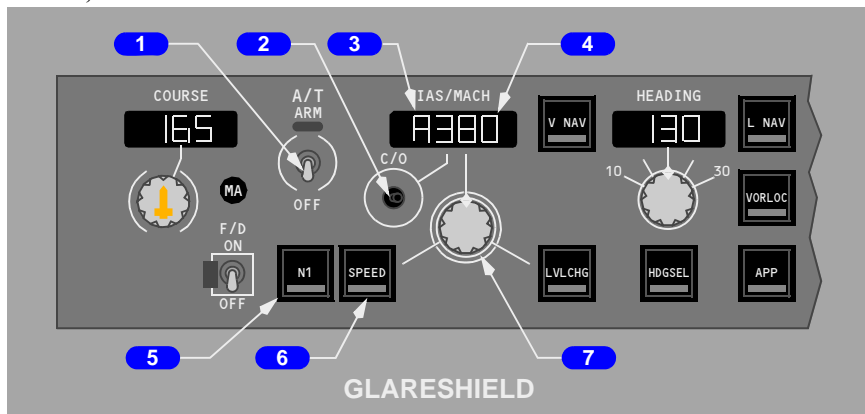 1 2 3 4
COURSE A/T ARM IAS/MACH HEADING
165 A380 V NAV 130 L NAV
C/O
10 30
MA OFF VORLOC
F/D
ON
N1 SPEED LVLCHG HDGSEL APP
OFF
5 6 7
GLARESHIELD